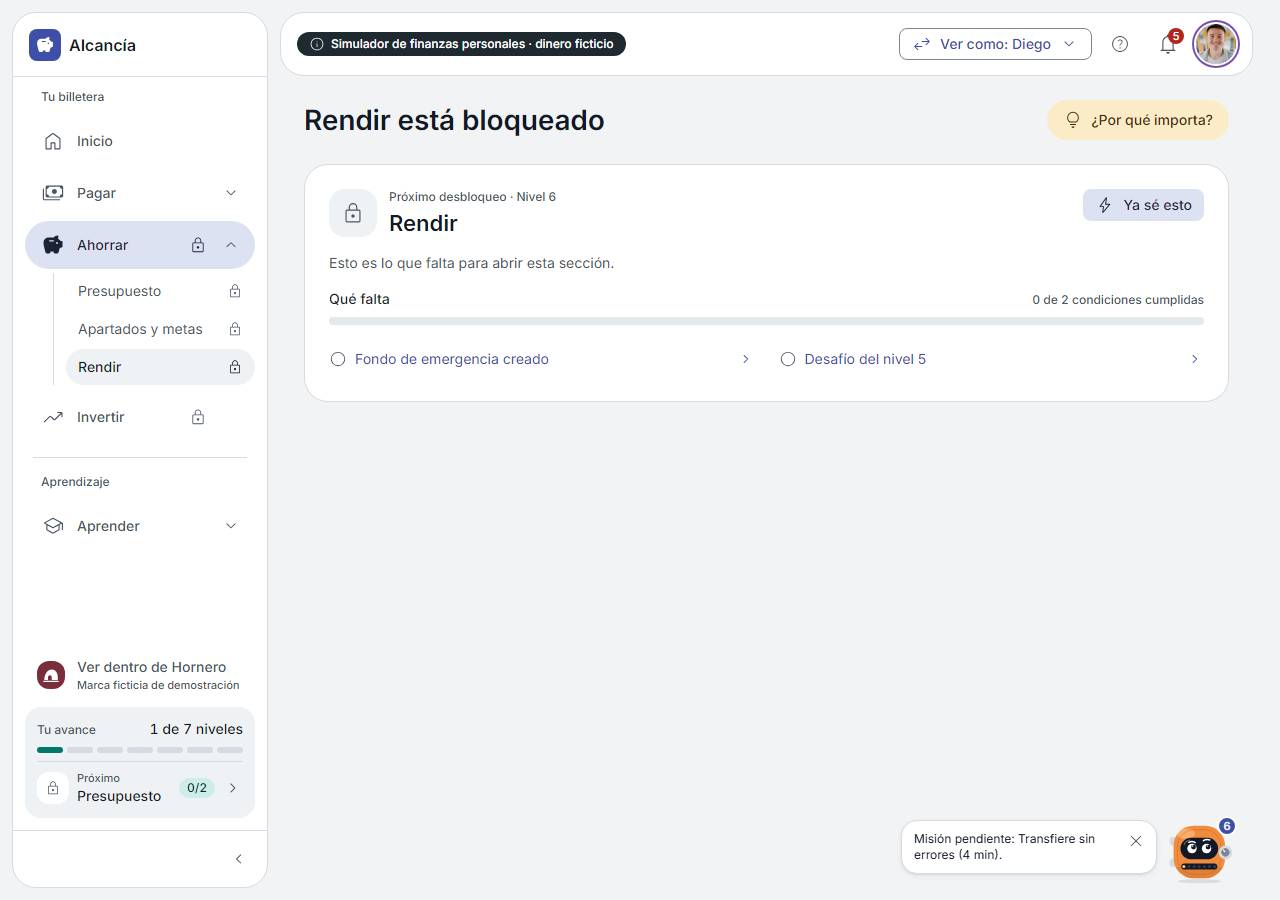 Alcancía
Tu billetera
Inicio
Pagar
Ahorrar
Presupuesto
Apartados y metas
Rendir
Invertir
Aprendizaje
Aprender
Ver dentro de Hornero
Marca ficticia de demostración
Tu avance
1 de 7 niveles
Próximo
Presupuesto
0/2
Simulador de finanzas personales · dinero ficticio
Ver como: Diego
5
Rendir está bloqueado
¿Por qué importa?
Próximo desbloqueo · Nivel 6
Rendir
Ya sé esto
Esto es lo que falta para abrir esta sección.
Qué falta
0 de 2 condiciones cumplidas
Fondo de emergencia creado
Desafío del nivel 5
Misión pendiente: Transfiere sin
errores (4 min).
6